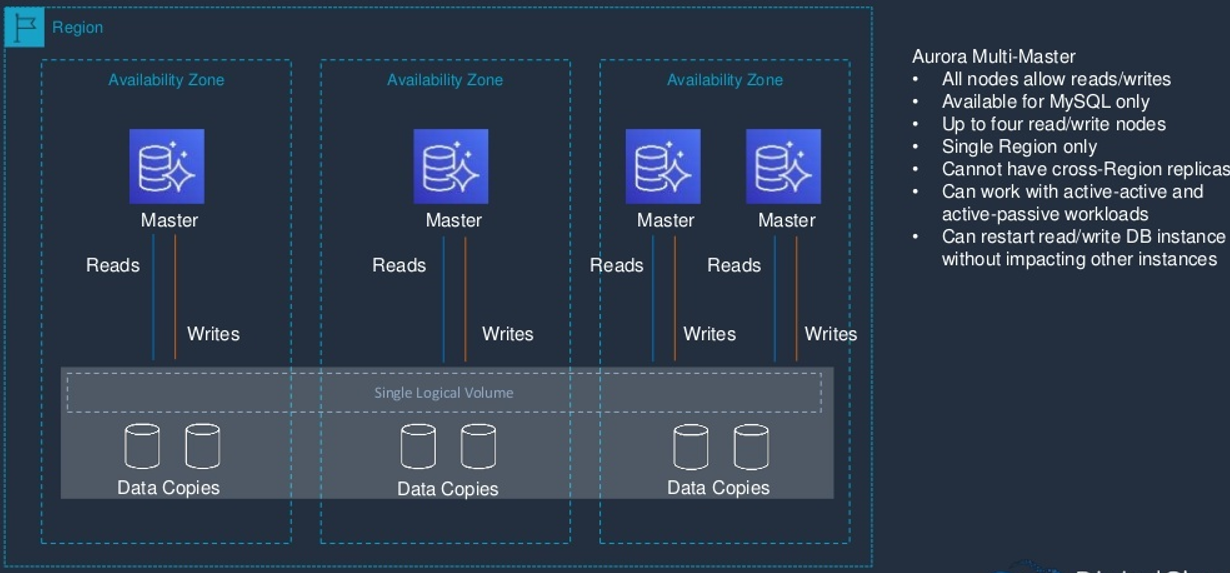 Region
Availability Zone
Availability Zone
Availability Zone
Master
Master
Master
Master
Reads
Writes
Reads
Writes
Reads
Writes
Reads
Writes
Single Logical Volume
Data Copies
Data Copies
Data Copies
Aurora Multi-Master
• All nodes allow reads/writes
• Available for MySQL only
• Up to four read/write nodes
• Single Region only
• Cannot have cross-Region replicas
• Can work with active-active and
active-passive workloads
• Can restart read/write DB instance
without impacting other instances